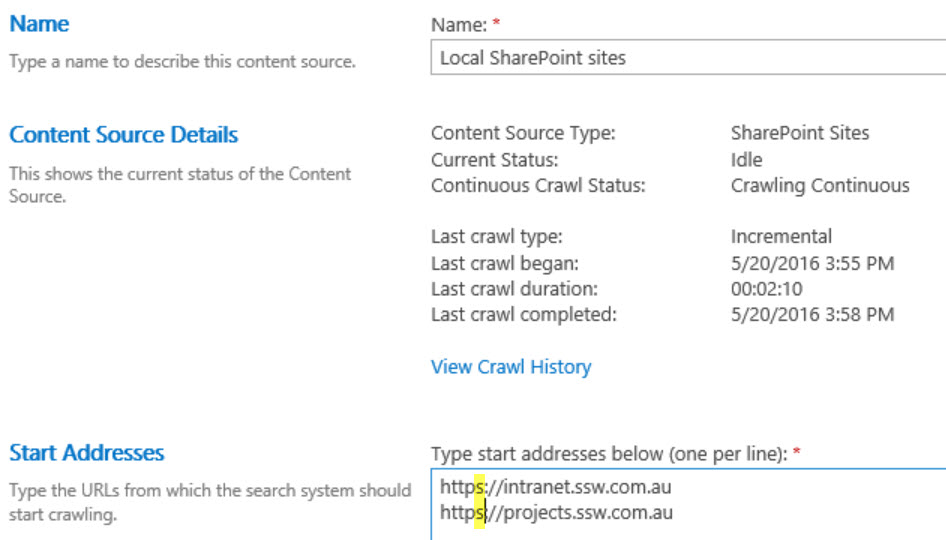 Name
Name: *
Type a name to describe this content source.
Local SharePoint sites
Content Source Details
This shows the current status of the Content
Source.
Content Source Type: SharePoint Sites
Current Status: Idle
Continuous Crawl Status: Crawling Continuous
Last crawl type: Incremental
Last crawl began: 5/20/2016 3:55 PM
Last crawl duration: 00:02:10
Last crawl completed: 5/20/2016 3:58 PM
View Crawl History
Start Addresses
Type the URLs from which the search system should
start crawling.
Type start addresses below (one per line): *
https://intranet.ssw.com.au
https://projects.ssw.com.au